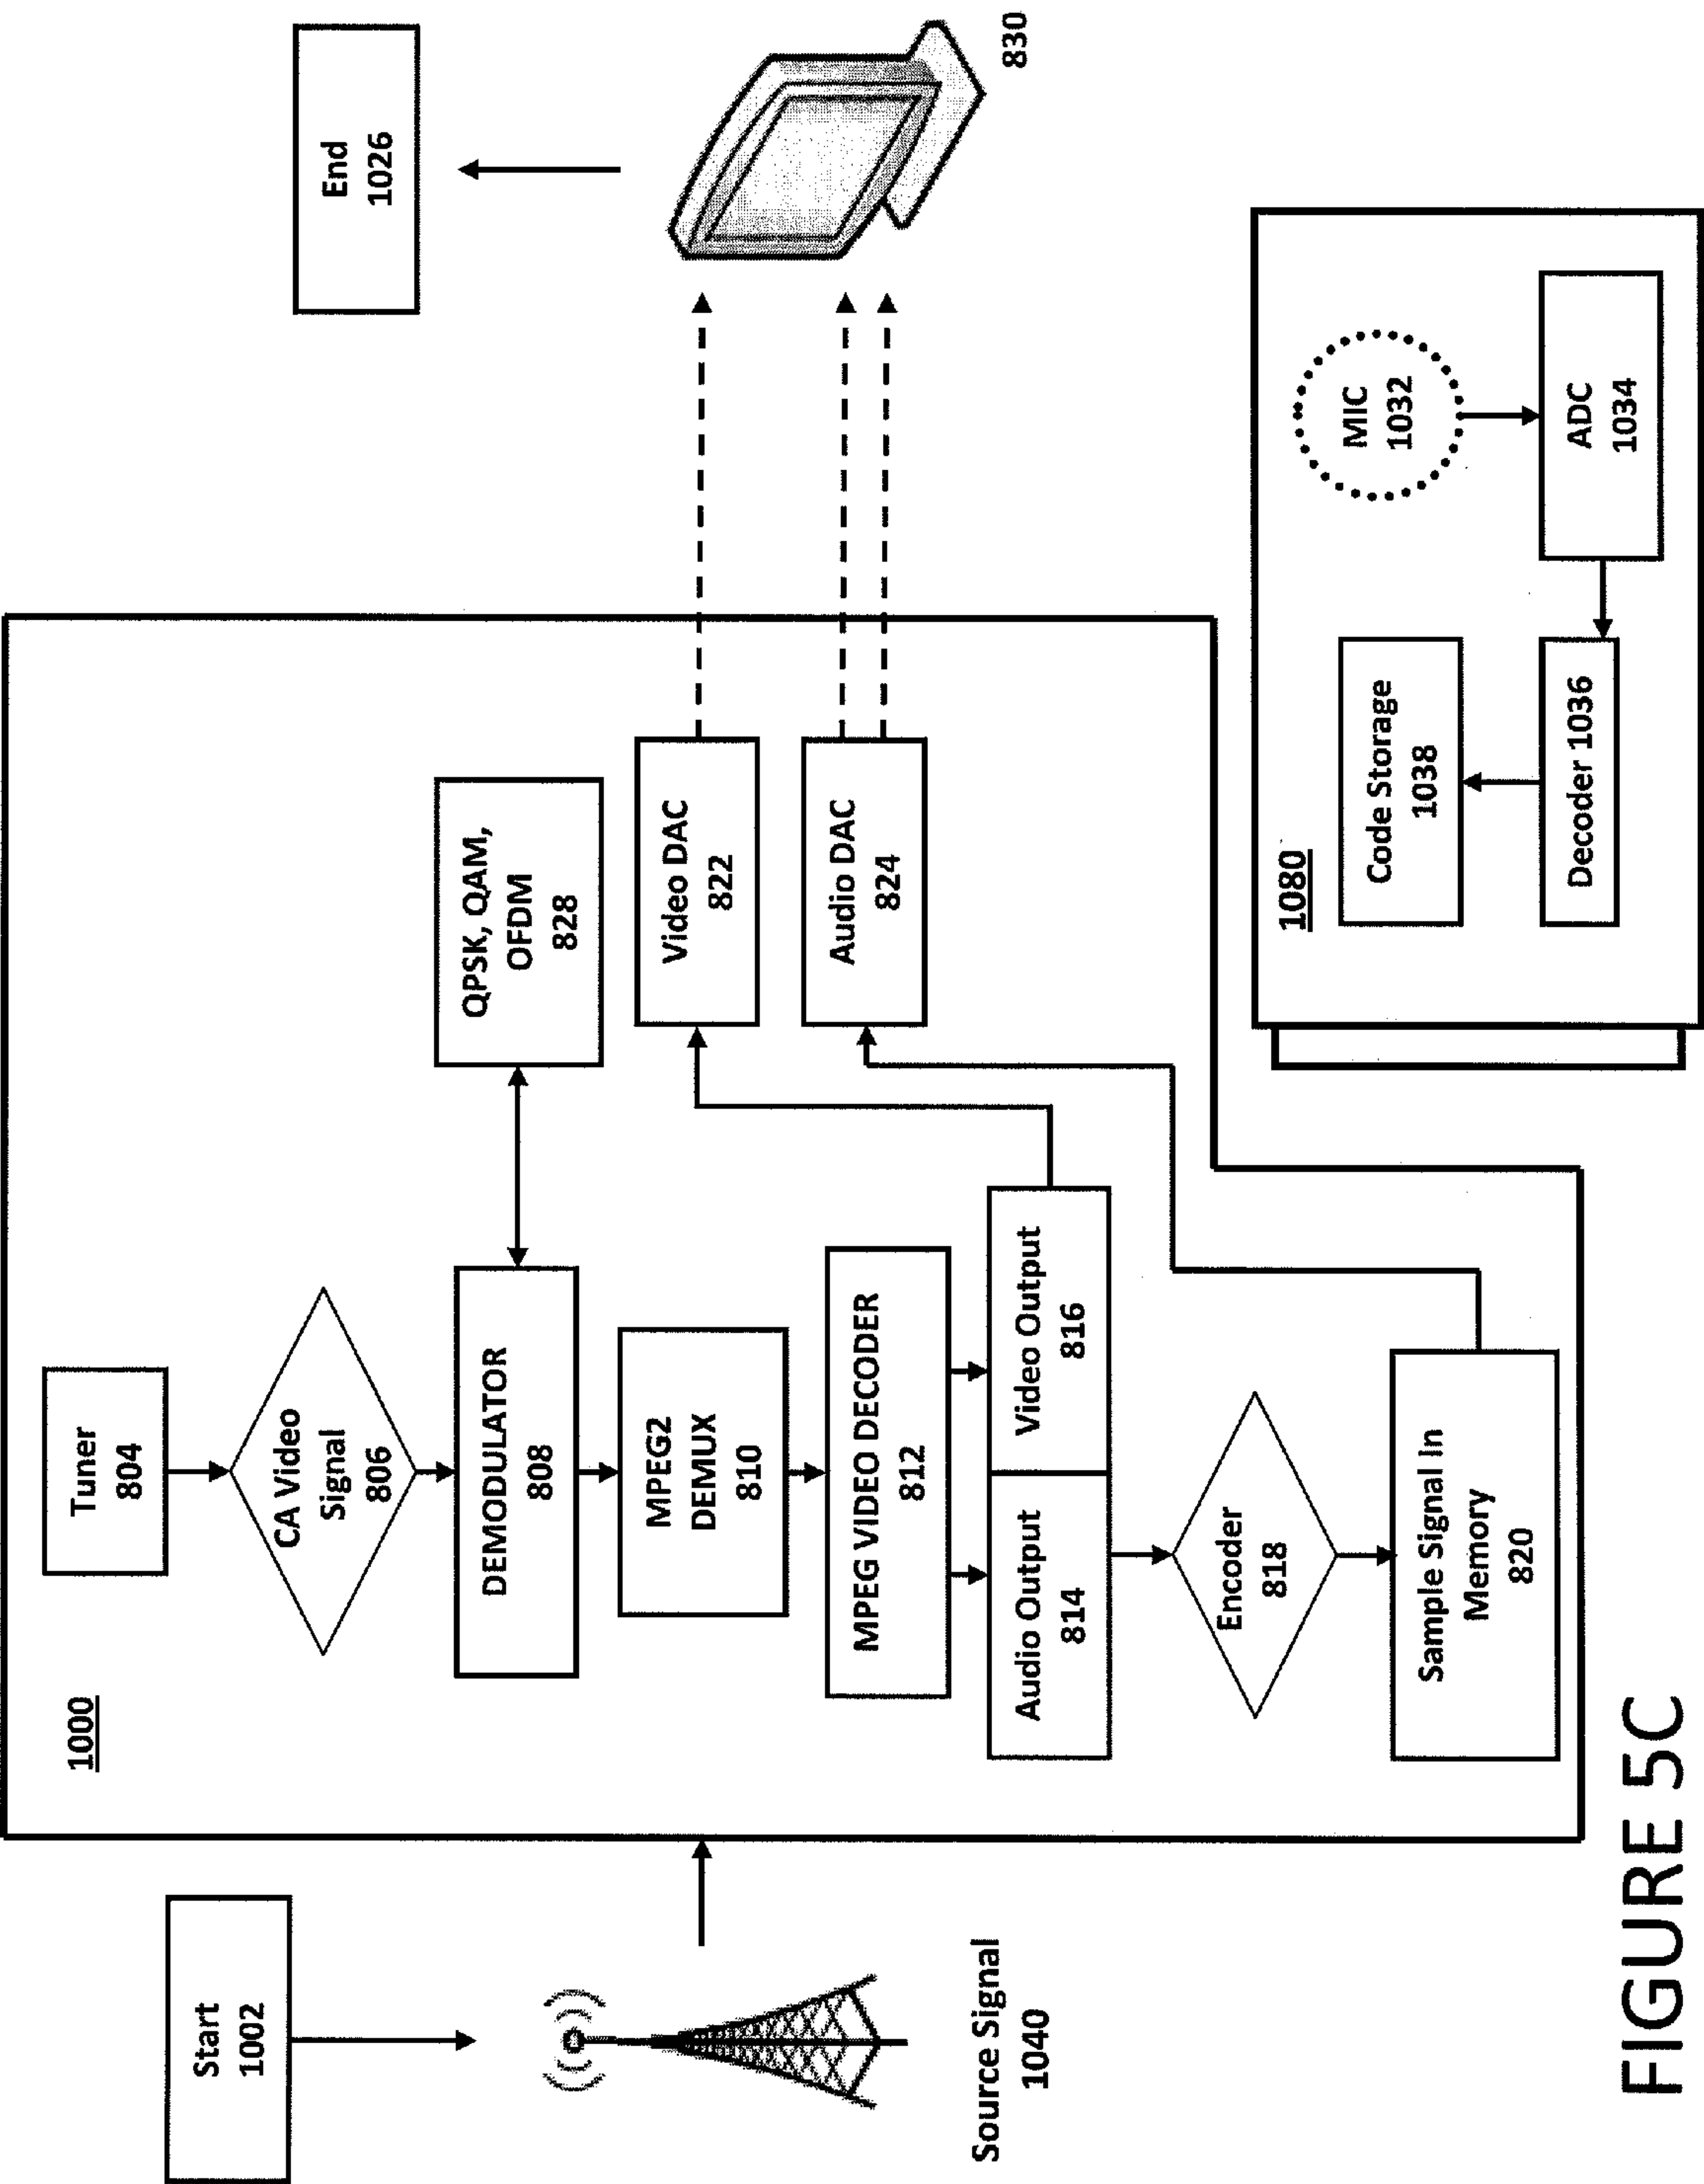 Start
1002
Source Signal
1040
1000
Tuner
804
CA Video
Signal
806
DEMODULATOR
808
QPSK, QAM,
OFDM
828
MPEG2
DEMUX
810
MPEG VIDEO DECODER
812
Audio Output
814
Video Output
816
Encoder
818
Sample Signal In
Memory
820
Video DAC
822
Audio DAC
824
End
1026
830
1080
MIC
1032
ADC
1034
Decoder 1036
Code Storage
1038
FIGURE 5C